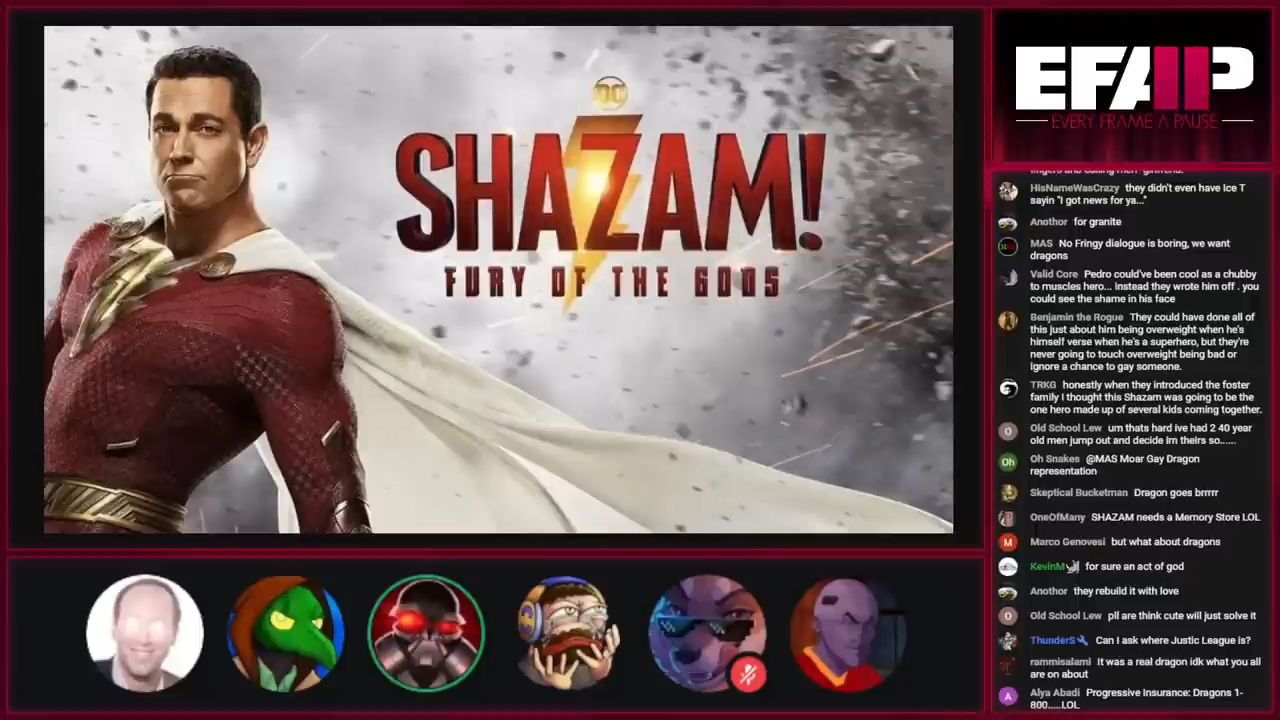 DC
SHAZAM!
FURY OF THE GODS
EFAP
EVERY FRAME A PAUSE
HisNameWasCrazy they didn't even have Ice T
sayin "I got news for ya..."
Anothor for granite
MAS No Fringy dialogue is boring, we want
dragons
Valid Core Pedro could've been cool as a chubby
to muscles hero... instead they wrote him off . you
could see the shame in his face
Benjamin the Rogue They could have done all of
this just about him being overweight when he's
himself verse when he's a superhero, but they're
never going to touch overweight being bad or
Ignore a chance to gay someone.
TRKG honestly when they introduced the foster
family I thought this Shazam was going to be the
one hero made up of several kids coming together.
Old School Lew um thats hard ive had 2 40 year
old men jump out and decide im theirs so......
Oh Snakes @MAS Moar Gay Dragon
representation
Skeptical Bucketman Dragon goes brrrrr
OneOfMany SHAZAM needs a Memory Store LOL
Marco Genovesi but what about dragons
KevinM for sure an act of god
Anothor they rebuild it with love
Old School Lew pll are think cute will just solve it
ThunderS Can I ask where Justic League is?
rammisalami It was a real dragon idk what you all
are on about
Alya Abadi Progressive Insurance: Dragons 1-
800.....LOL